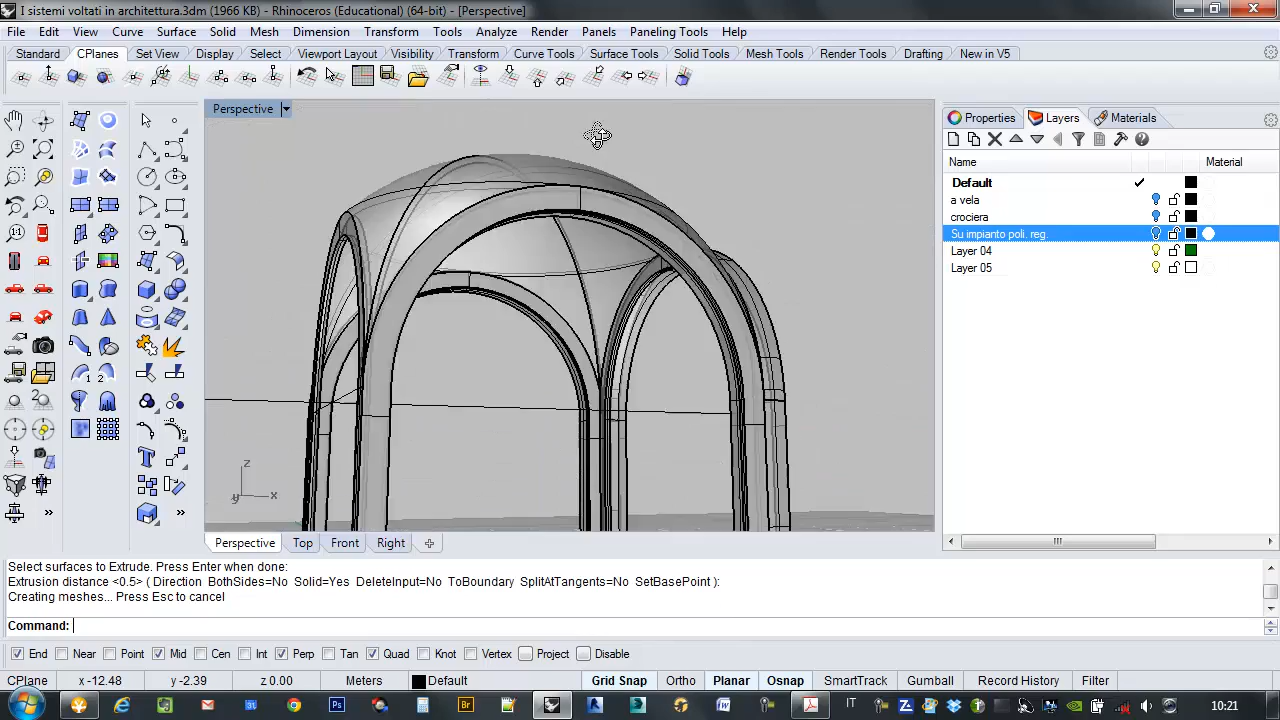 I sistemi voltati in architettura.3dm (1966 KB) - Rhinoceros (Educational) (64-bit) - [Perspective]
File Edit View Curve Surface Solid Mesh Dimension Transform Tools Analyze Render Panels Paneling Tools Help
Standard CPlanes Set View Display Select Viewport Layout Visibility Transform Curve Tools Surface Tools Solid Tools Mesh Tools Render Tools Drafting New in V5
Perspective
Properties Layers Materials
Name Material
Default
a vela
crociera
Su impianto poli. reg.
Layer 04
Layer 05
z
y x
Perspective Top Front Right
Select surfaces to Extrude. Press Enter when done:
Extrusion distance <0.5> ( Direction BothSides=No Solid=Yes DeleteInput=No ToBoundary SplitAtTangents=No SetBasePoint ):
Creating meshes... Press Esc to cancel
Command:
End Near Point Mid Cen Int Perp Tan Quad Knot Vertex Project Disable
CPlane x -12.48 y -2.39 z 0.00 Meters Default Grid Snap Ortho Planar Osnap SmartTrack Gumball Record History Filter
IT 10:21